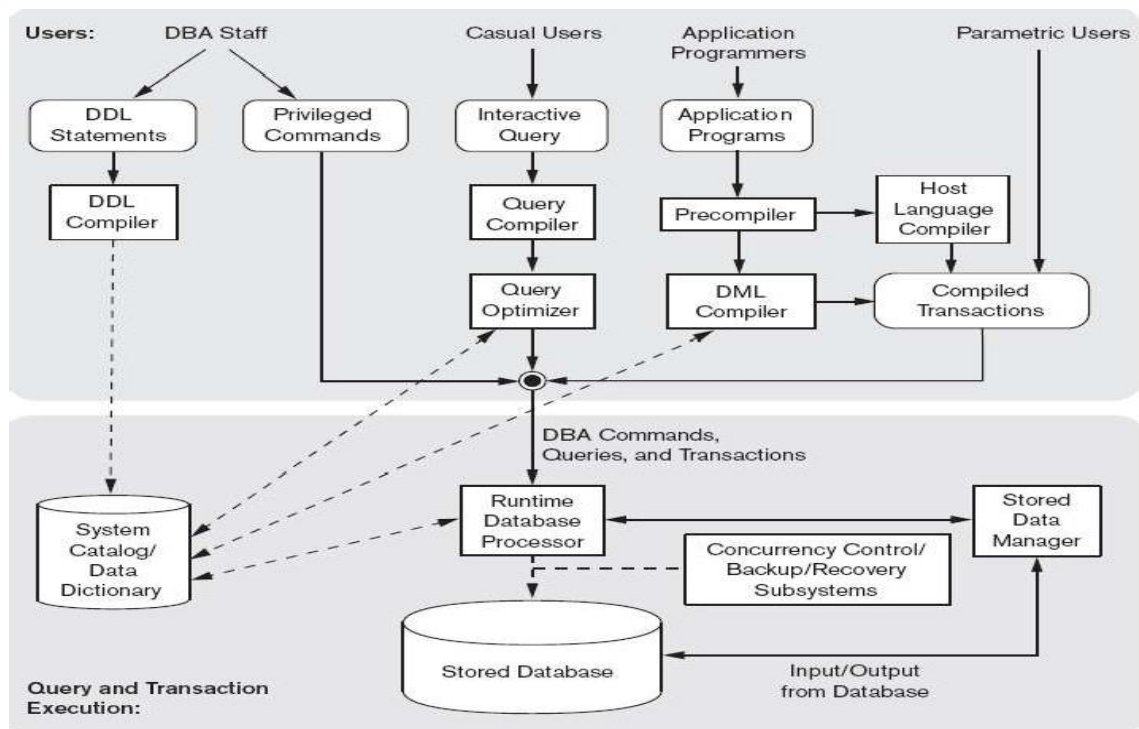 Users:
DBA Staff
Casual Users
Application
Programmers
Parametric Users
DDL
Statements
Privileged
Commands
Interactive
Query
Application
Programs
DDL
Compiler
Query
Compiler
Precompiler
Host
Language
Compiler
Query
Optimizer
DML
Compiler
Compiled
Transactions
DBA Commands,
Queries, and Transactions
System
Catalog/
Data
Dictionary
Runtime
Database
Processor
Stored
Data
Manager
Concurrency Control/
Backup/Recovery
Subsystems
Stored Database
Input/Output
from Database
Query and Transaction
Execution: